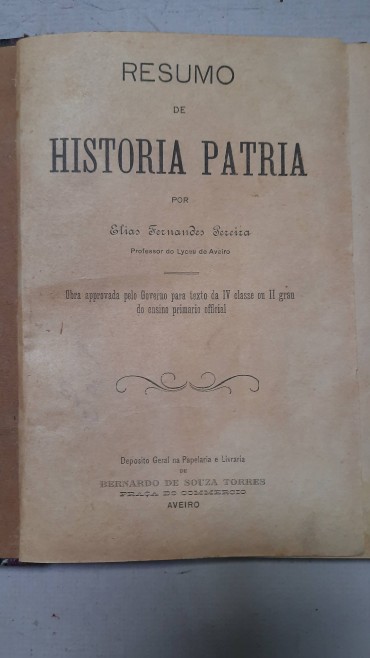 RESUMO
DE
HISTORIA PATRIA
POR
Elias Fernandes Pereira
Professor do Lyceu de Aveiro
Obra approvada pelo Governo para texto da IV classe ou II grau
do ensino primario official
Deposito Geral na Papelaria e Livraria
DE
BERNARDO DE SOUZA TORRES
PRAÇA DO COMMERCIO
AVEIRO